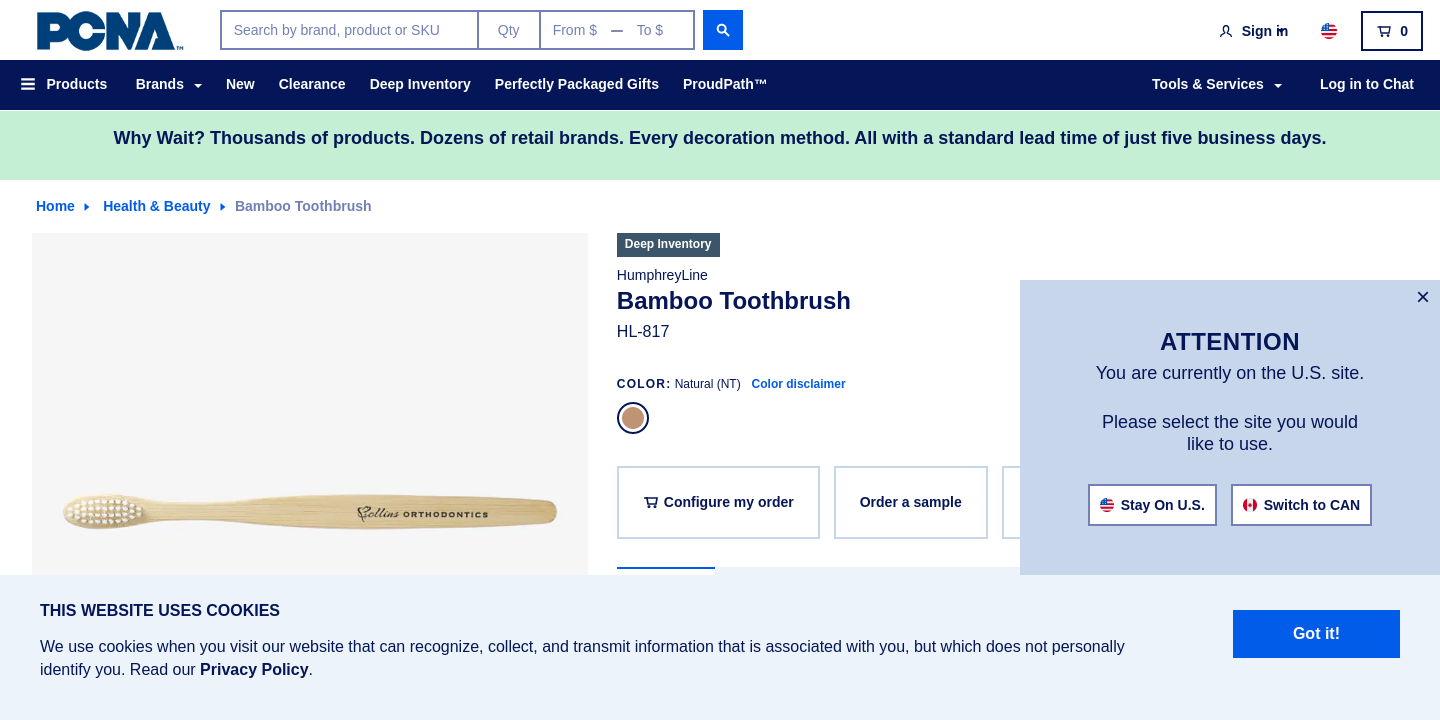 PCNA™
Search by brand, product or SKU
Qty
From $ — To $
Sign in
0
Products
Brands
New
Clearance
Deep Inventory
Perfectly Packaged Gifts
ProudPath™
Tools & Services
Log in to Chat
Why Wait? Thousands of products. Dozens of retail brands. Every decoration method. All with a standard lead time of just five business days.
Home
Health & Beauty
Bamboo Toothbrush
Collins ORTHODONTICS
Deep Inventory
HumphreyLine
Bamboo Toothbrush
HL-817
COLOR: Natural (NT) Color disclaimer
Configure my order
Order a sample
×
ATTENTION
You are currently on the U.S. site.
Please select the site you would
like to use.
Stay On U.S.
Switch to CAN
THIS WEBSITE USES COOKIES
We use cookies when you visit our website that can recognize, collect, and transmit information that is associated with you, but which does not personally
identify you. Read our Privacy Policy.
Got it!